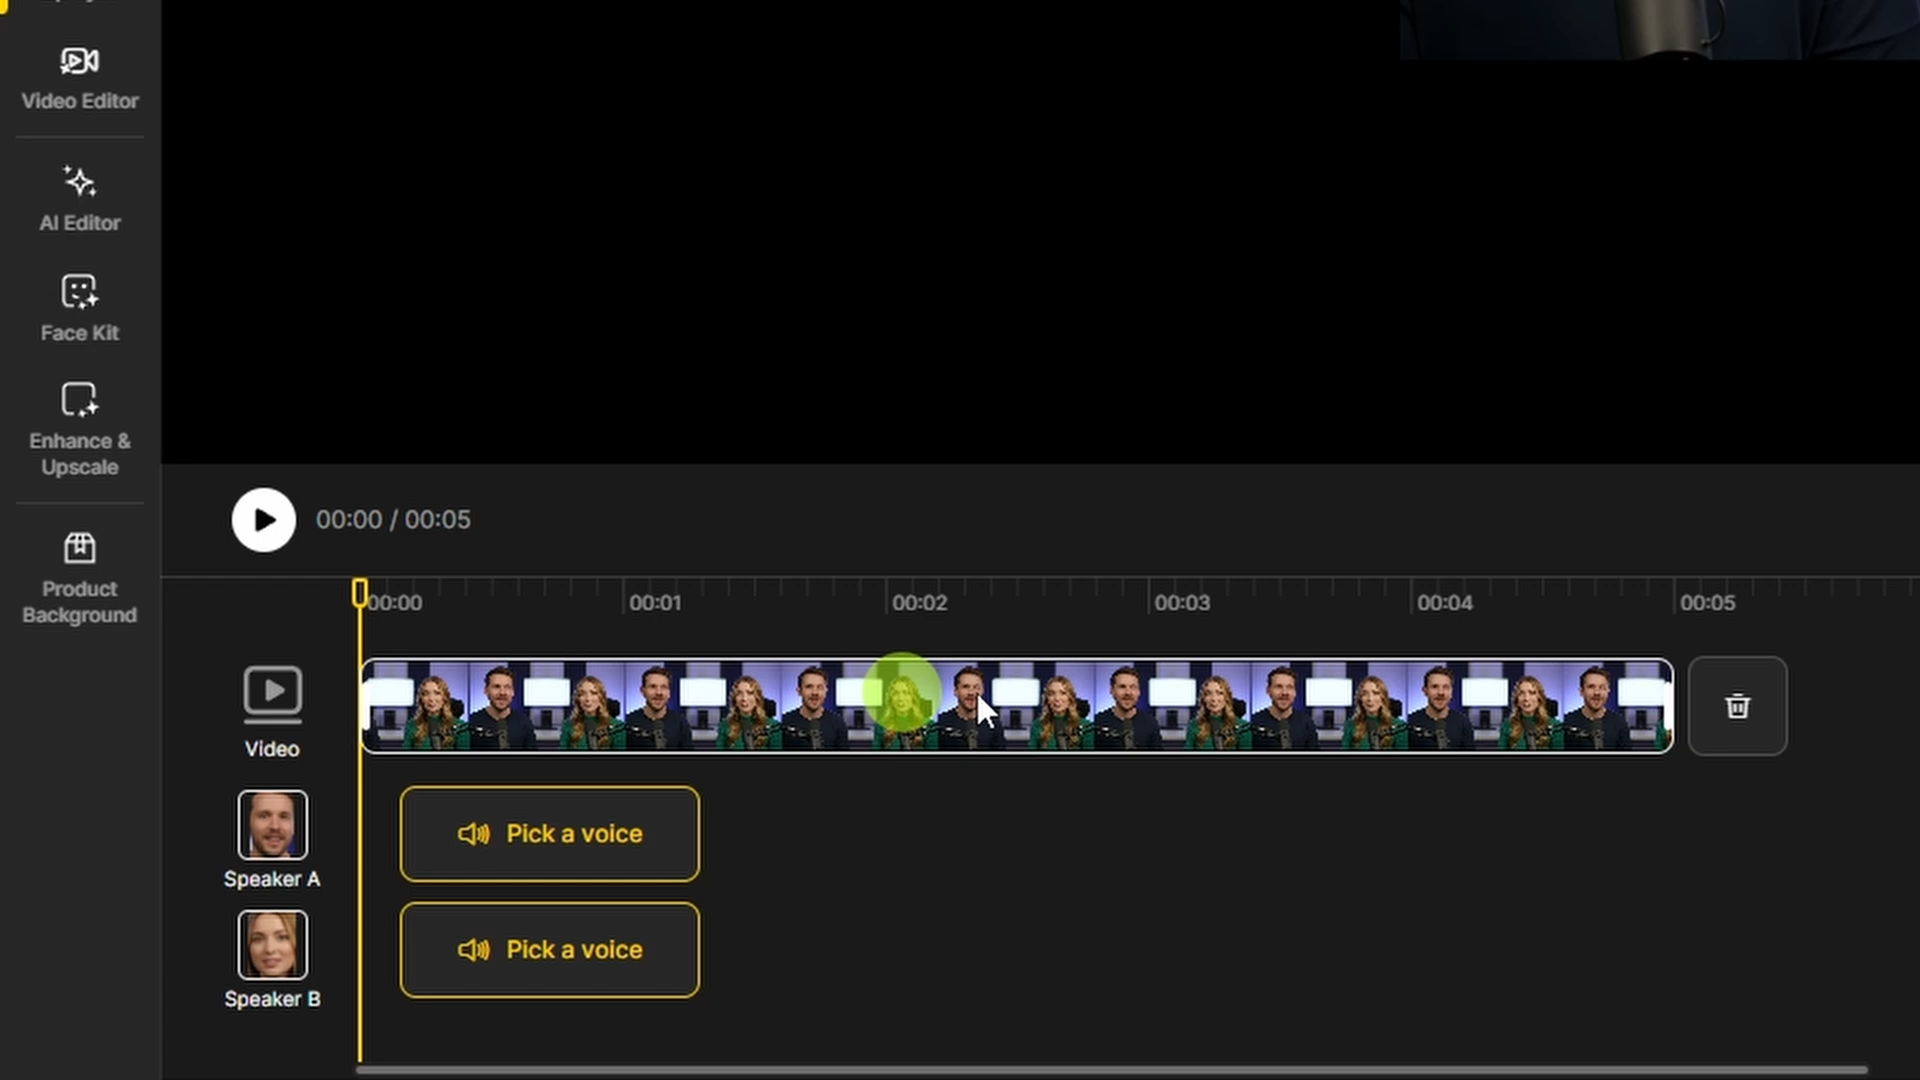 Video Editor
AI Editor
Face Kit
Enhance &
Upscale
Product
Background
00:00 / 00:05
00:00
00:01
00:02
00:03
00:04
00:05
Video
Speaker A
Pick a voice
Speaker B
Pick a voice